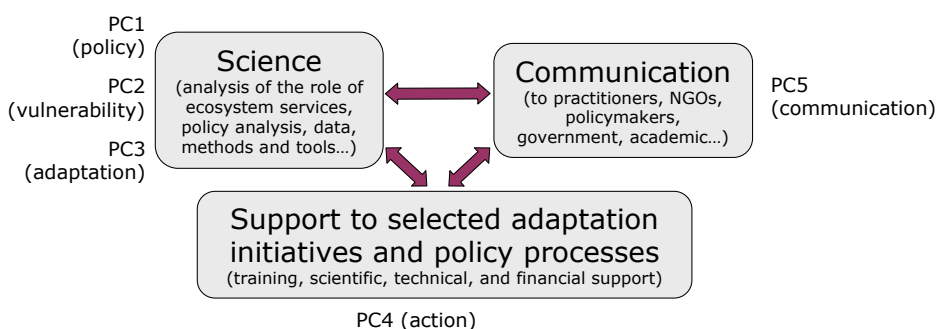 PC1
(policy)
PC2
(vulnerability)
PC3
(adaptation)
Science
(analysis of the role of
ecosystem services,
policy analysis, data,
methods and tools…)
Communication
(to practitioners, NGOs,
policymakers,
government, academic…)
PC5
(communication)
Support to selected adaptation
initiatives and policy processes
(training, scientific, technical, and financial support)
PC4 (action)